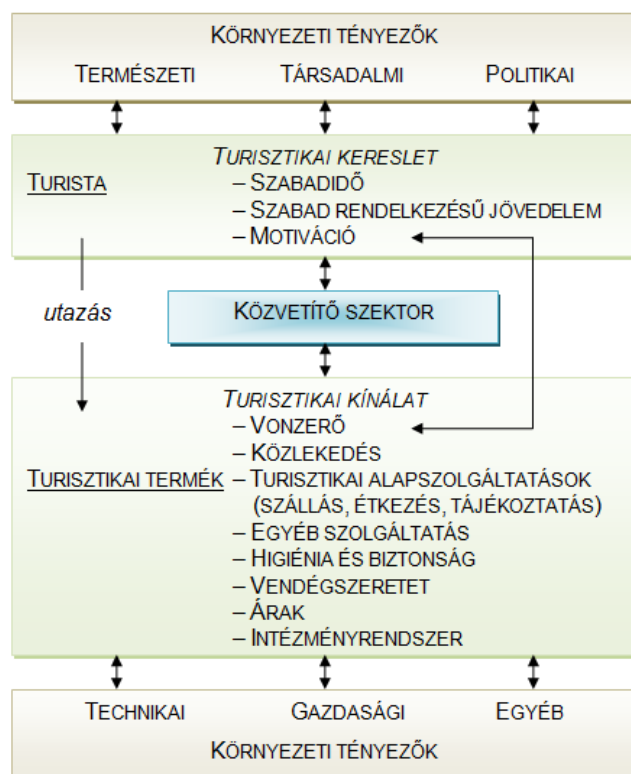 KÖRNYEZETI TÉNYEZŐK
TERMÉSZETI TÁRSADALMI POLITIKAI
TURISZTIKAI KERESLET
TURISTA
– SZABADIDŐ
– SZABAD RENDELKEZÉSŰ JÖVEDELEM
– MOTIVÁCIÓ
utazás
KÖZVETÍTŐ SZEKTOR
TURISZTIKAI KÍNÁLAT
– VONZERŐ
– KÖZLEKEDÉS
TURISZTIKAI TERMÉK – TURISZTIKAI ALAPSZOLGÁLTATÁSOK
(SZÁLLÁS, ÉTKEZÉS, TÁJÉKOZTATÁS)
– EGYÉB SZOLGÁLTATÁS
– HIGIÉNIA ÉS BIZTONSÁG
– VENDÉGSZERETET
– ÁRAK
– INTÉZMÉNYRENDSZER
TECHNIKAI GAZDASÁGI EGYÉB
KÖRNYEZETI TÉNYEZŐK